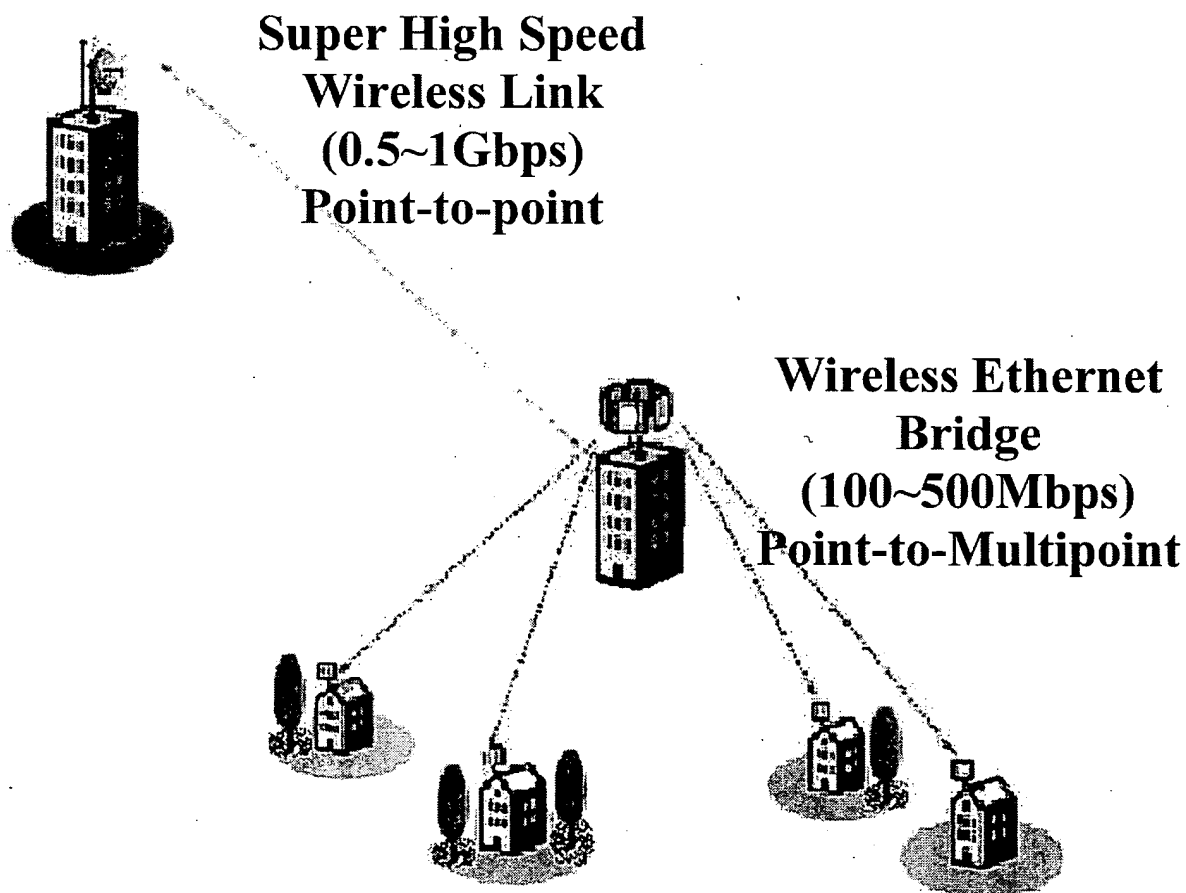 Super High Speed
Wireless Link
(0.5~1Gbps)
Point-to-point
Wireless Ethernet
Bridge
(100~500Mbps)
Point-to-Multipoint